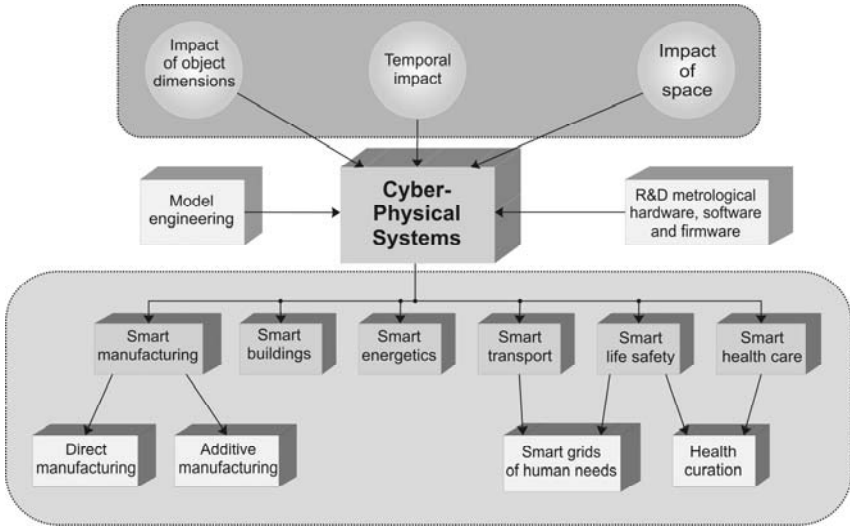 Impact
of object
dimensions
Temporal
impact
Impact
of
space
Model
engineering
Cyber-
Physical
Systems
R&D metrological
hardware, software
and firmware
Smart
manufacturing
Smart
buildings
Smart
energetics
Smart
transport
Smart
life safety
Smart
health care
Direct
manufacturing
Additive
manufacturing
Smart grids
of human needs
Health
curation